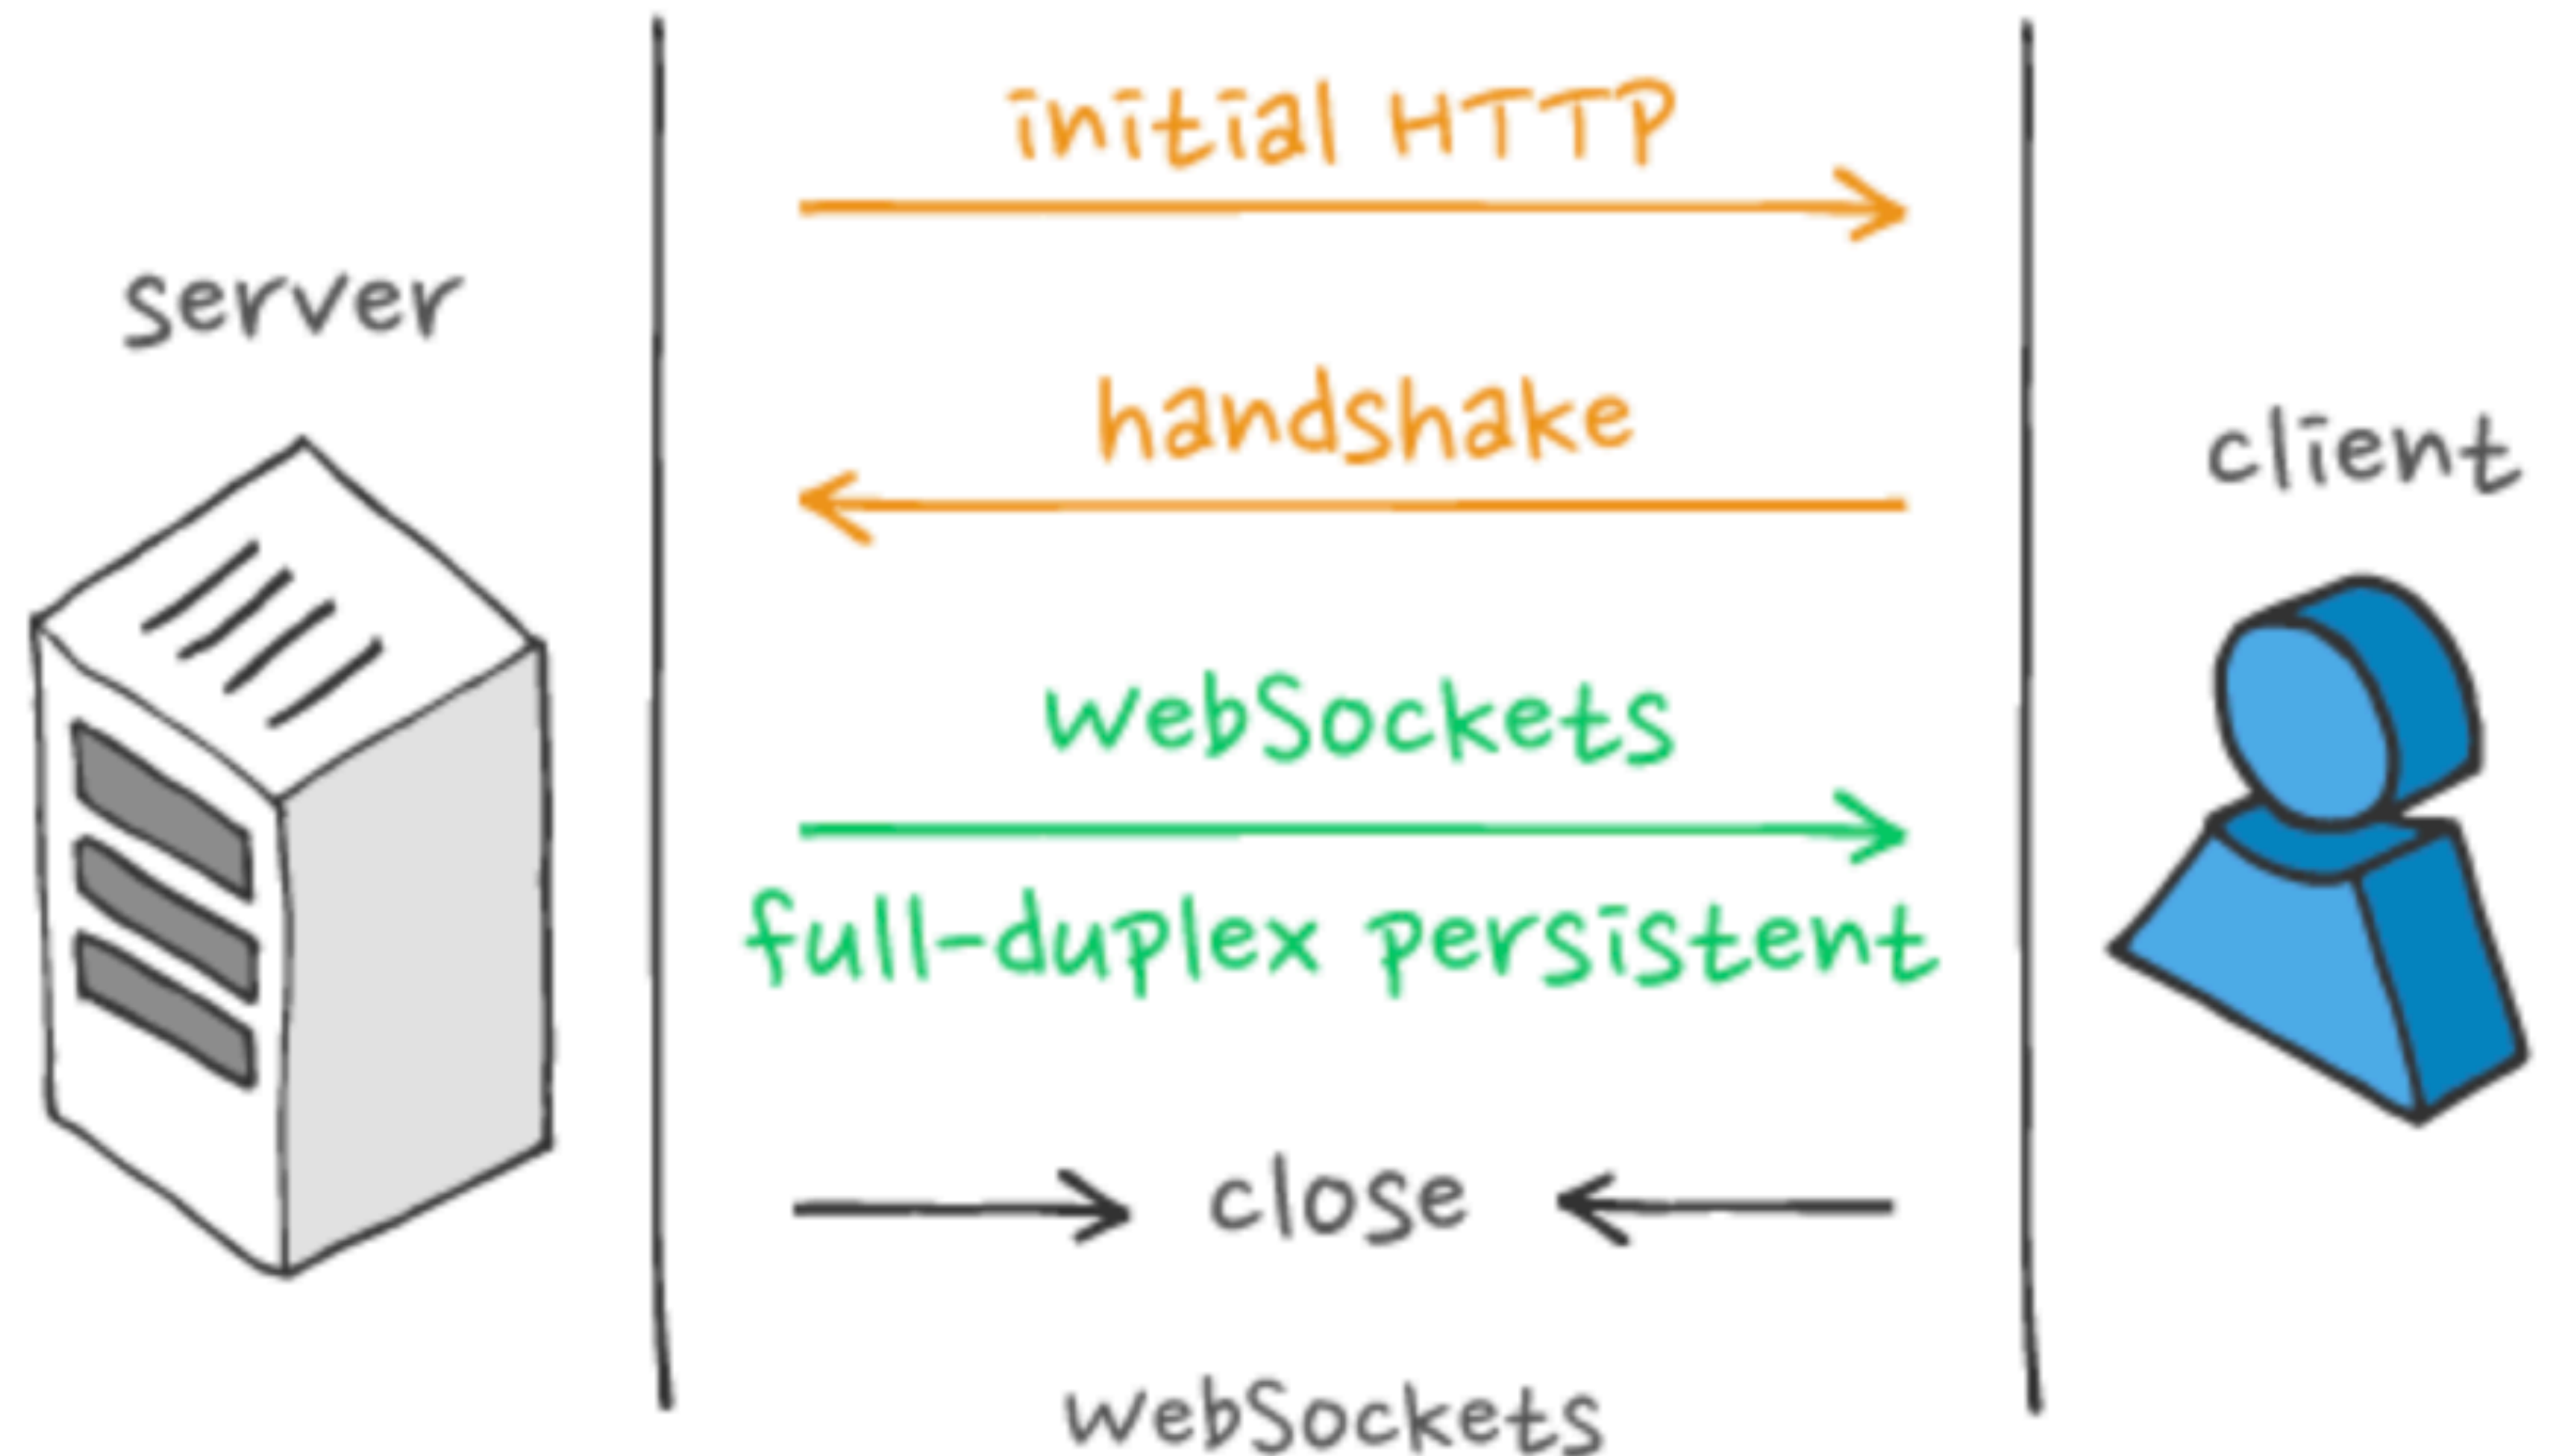 initial HTTP
server
handshake
client
WebSockets
full-duplex persistent
close
WebSockets